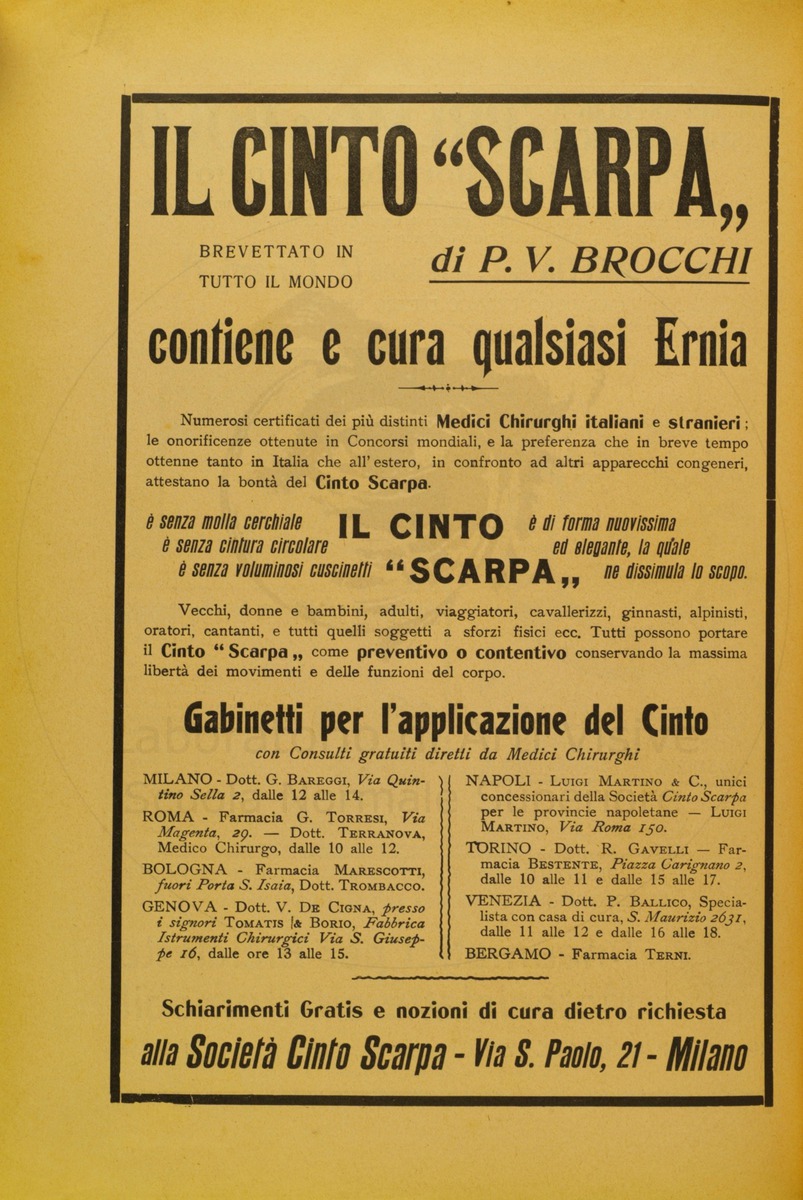 IL CINTO “SCARPA„
BREVETTATO IN
TUTTO IL MONDO
di P. V. BROCCHI
contiene e cura qualsiasi Ernia
Numerosi certificati dei più distinti Medici Chirurghi italiani e stranieri;
le onorificenze ottenute in Concorsi mondiali, e la preferenza che in breve tempo
ottenne tanto in Italia che all'estero, in confronto ad altri apparecchi congeneri,
attestano la bontà del Cinto Scarpa.
è senza molla cerchiale
è senza cintura circolare
è senza voluminosi cuscinetti
IL CINTO
“SCARPA„
è di forma nuovissima
ed elegante, la quale
ne dissimula lo scopo.
Vecchi, donne e bambini, adulti, viaggiatori, cavallerizzi, ginnasti, alpinisti,
oratori, cantanti, e tutti quelli soggetti a sforzi fisici ecc. Tutti possono portare
il Cinto “Scarpa„ come preventivo o contentivo conservando la massima
libertà dei movimenti e delle funzioni del corpo.
Gabinetti per l'applicazione del Cinto
con Consulti gratuiti diretti da Medici Chirurghi
MILANO - Dott. G. BAREGGI, Via Quin-
tino Sella 2, dalle 12 alle 14.
ROMA - Farmacia G. TORRESI, Via
Magenta, 29. — Dott. TERRANOVA,
Medico Chirurgo, dalle 10 alle 12.
BOLOGNA - Farmacia MARESCOTTI,
fuori Porta S. Isaia, Dott. TROMBACCO.
GENOVA - Dott. V. DE CIGNA, presso
i signori TOMATIS & BORIO, Fabbrica
Istrumenti Chirurgici Via S. Giusep-
pe 16, dalle ore 13 alle 15.
NAPOLI - LUIGI MARTINO & C., unici
concessionari della Società Cinto Scarpa
per le provincie napoletane — LUIGI
MARTINO, Via Roma 150.
TORINO - Dott. R. GAVELLI — Far-
macia BESTENTE, Piazza Carignano 2,
dalle 10 alle 11 e dalle 15 alle 17.
VENEZIA - Dott. P. BALLICO, Specia-
lista con casa di cura, S. Maurizio 2631,
dalle 11 alle 12 e dalle 16 alle 18.
BERGAMO - Farmacia TERNI.
Schiarimenti Gratis e nozioni di cura dietro richiesta
alla Società Cinto Scarpa - Via S. Paolo, 21 - Milano